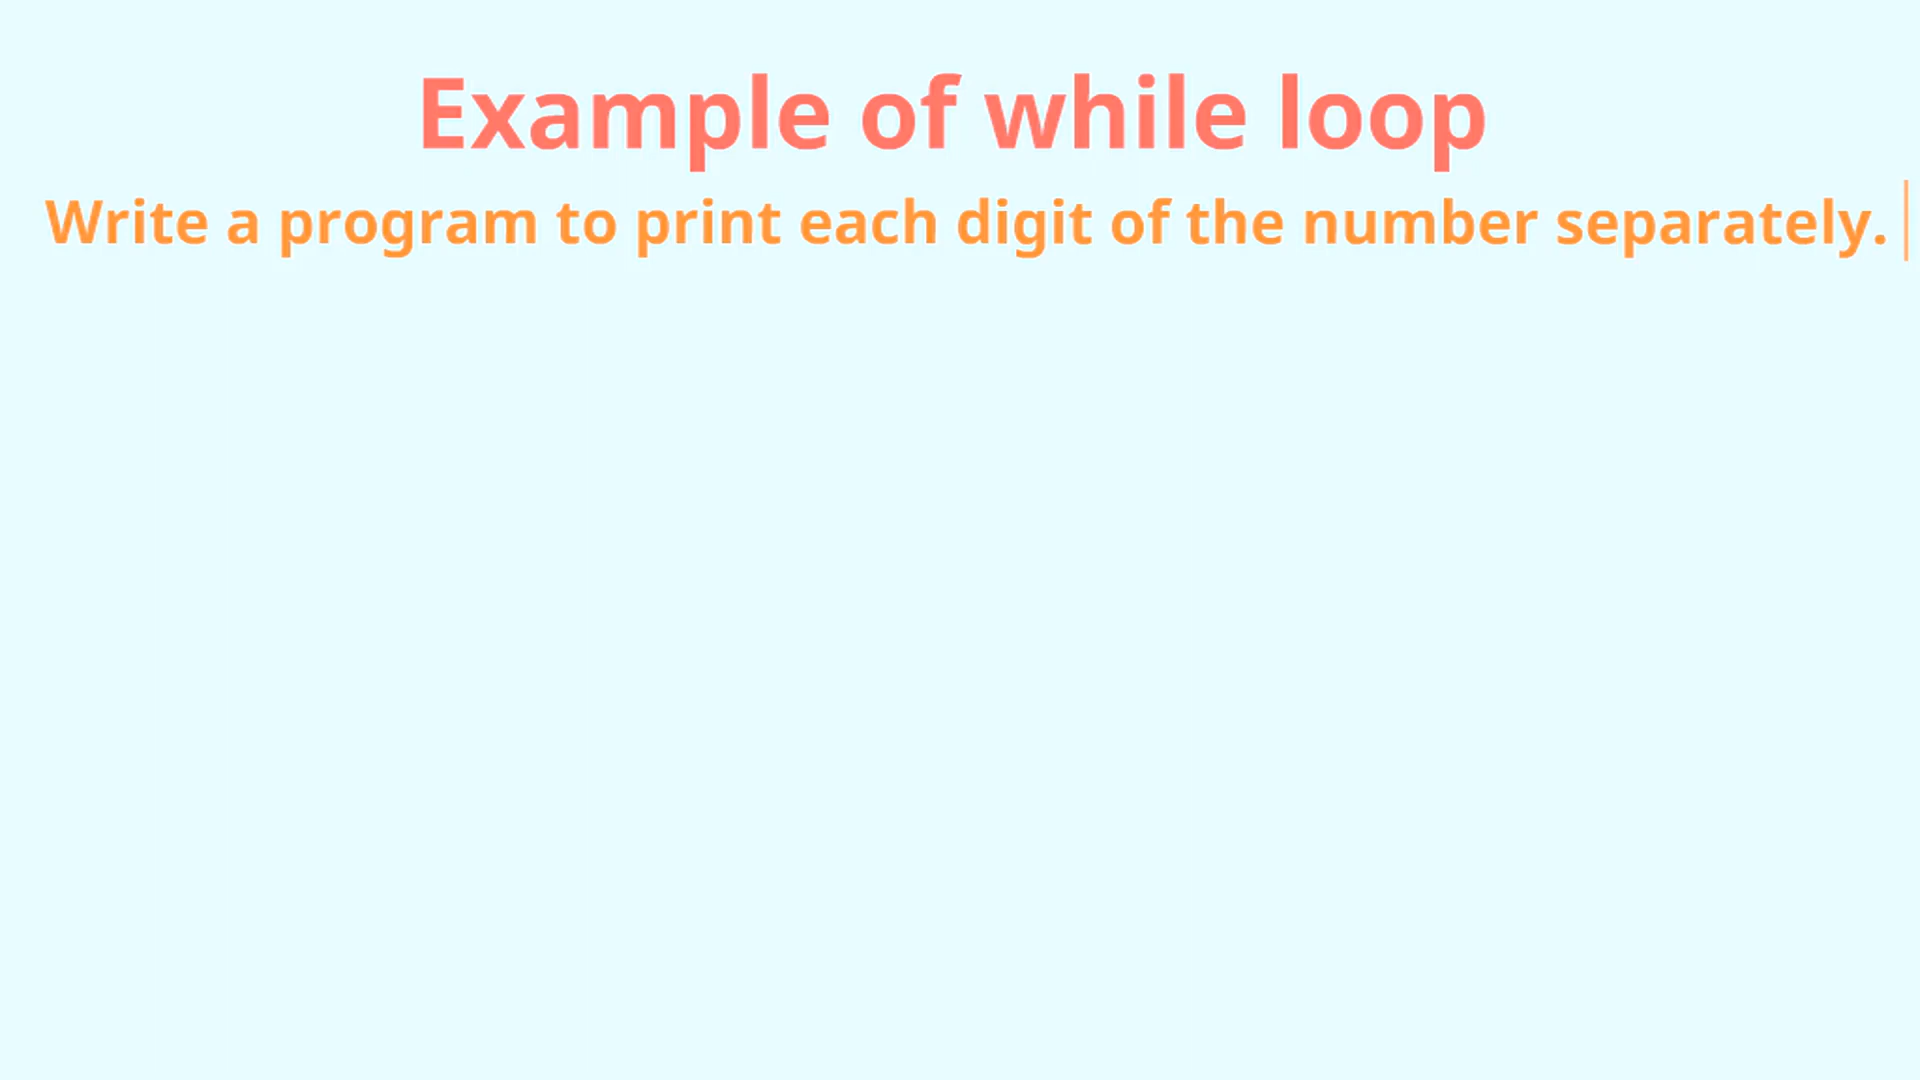 Example of while loop
Write a program to print each digit of the number separately.